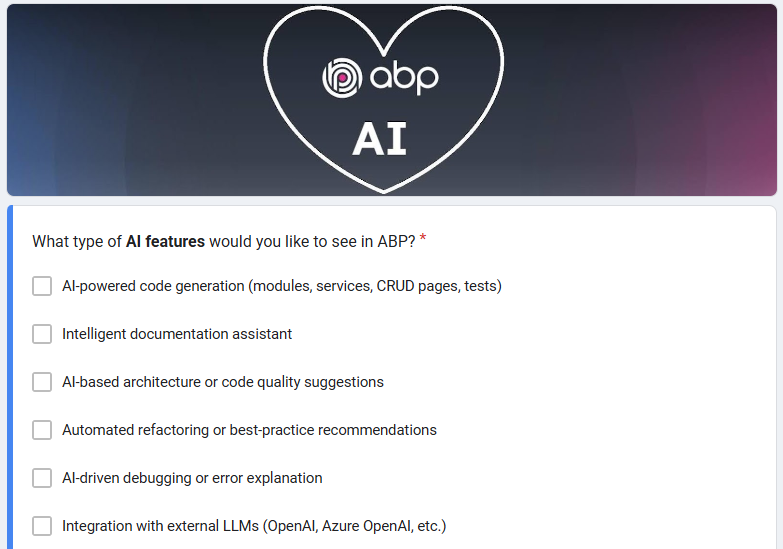 abp
AI
What type of AI features would you like to see in ABP? *
AI-powered code generation (modules, services, CRUD pages, tests)
Intelligent documentation assistant
AI-based architecture or code quality suggestions
Automated refactoring or best-practice recommendations
AI-driven debugging or error explanation
Integration with external LLMs (OpenAI, Azure OpenAI, etc.)